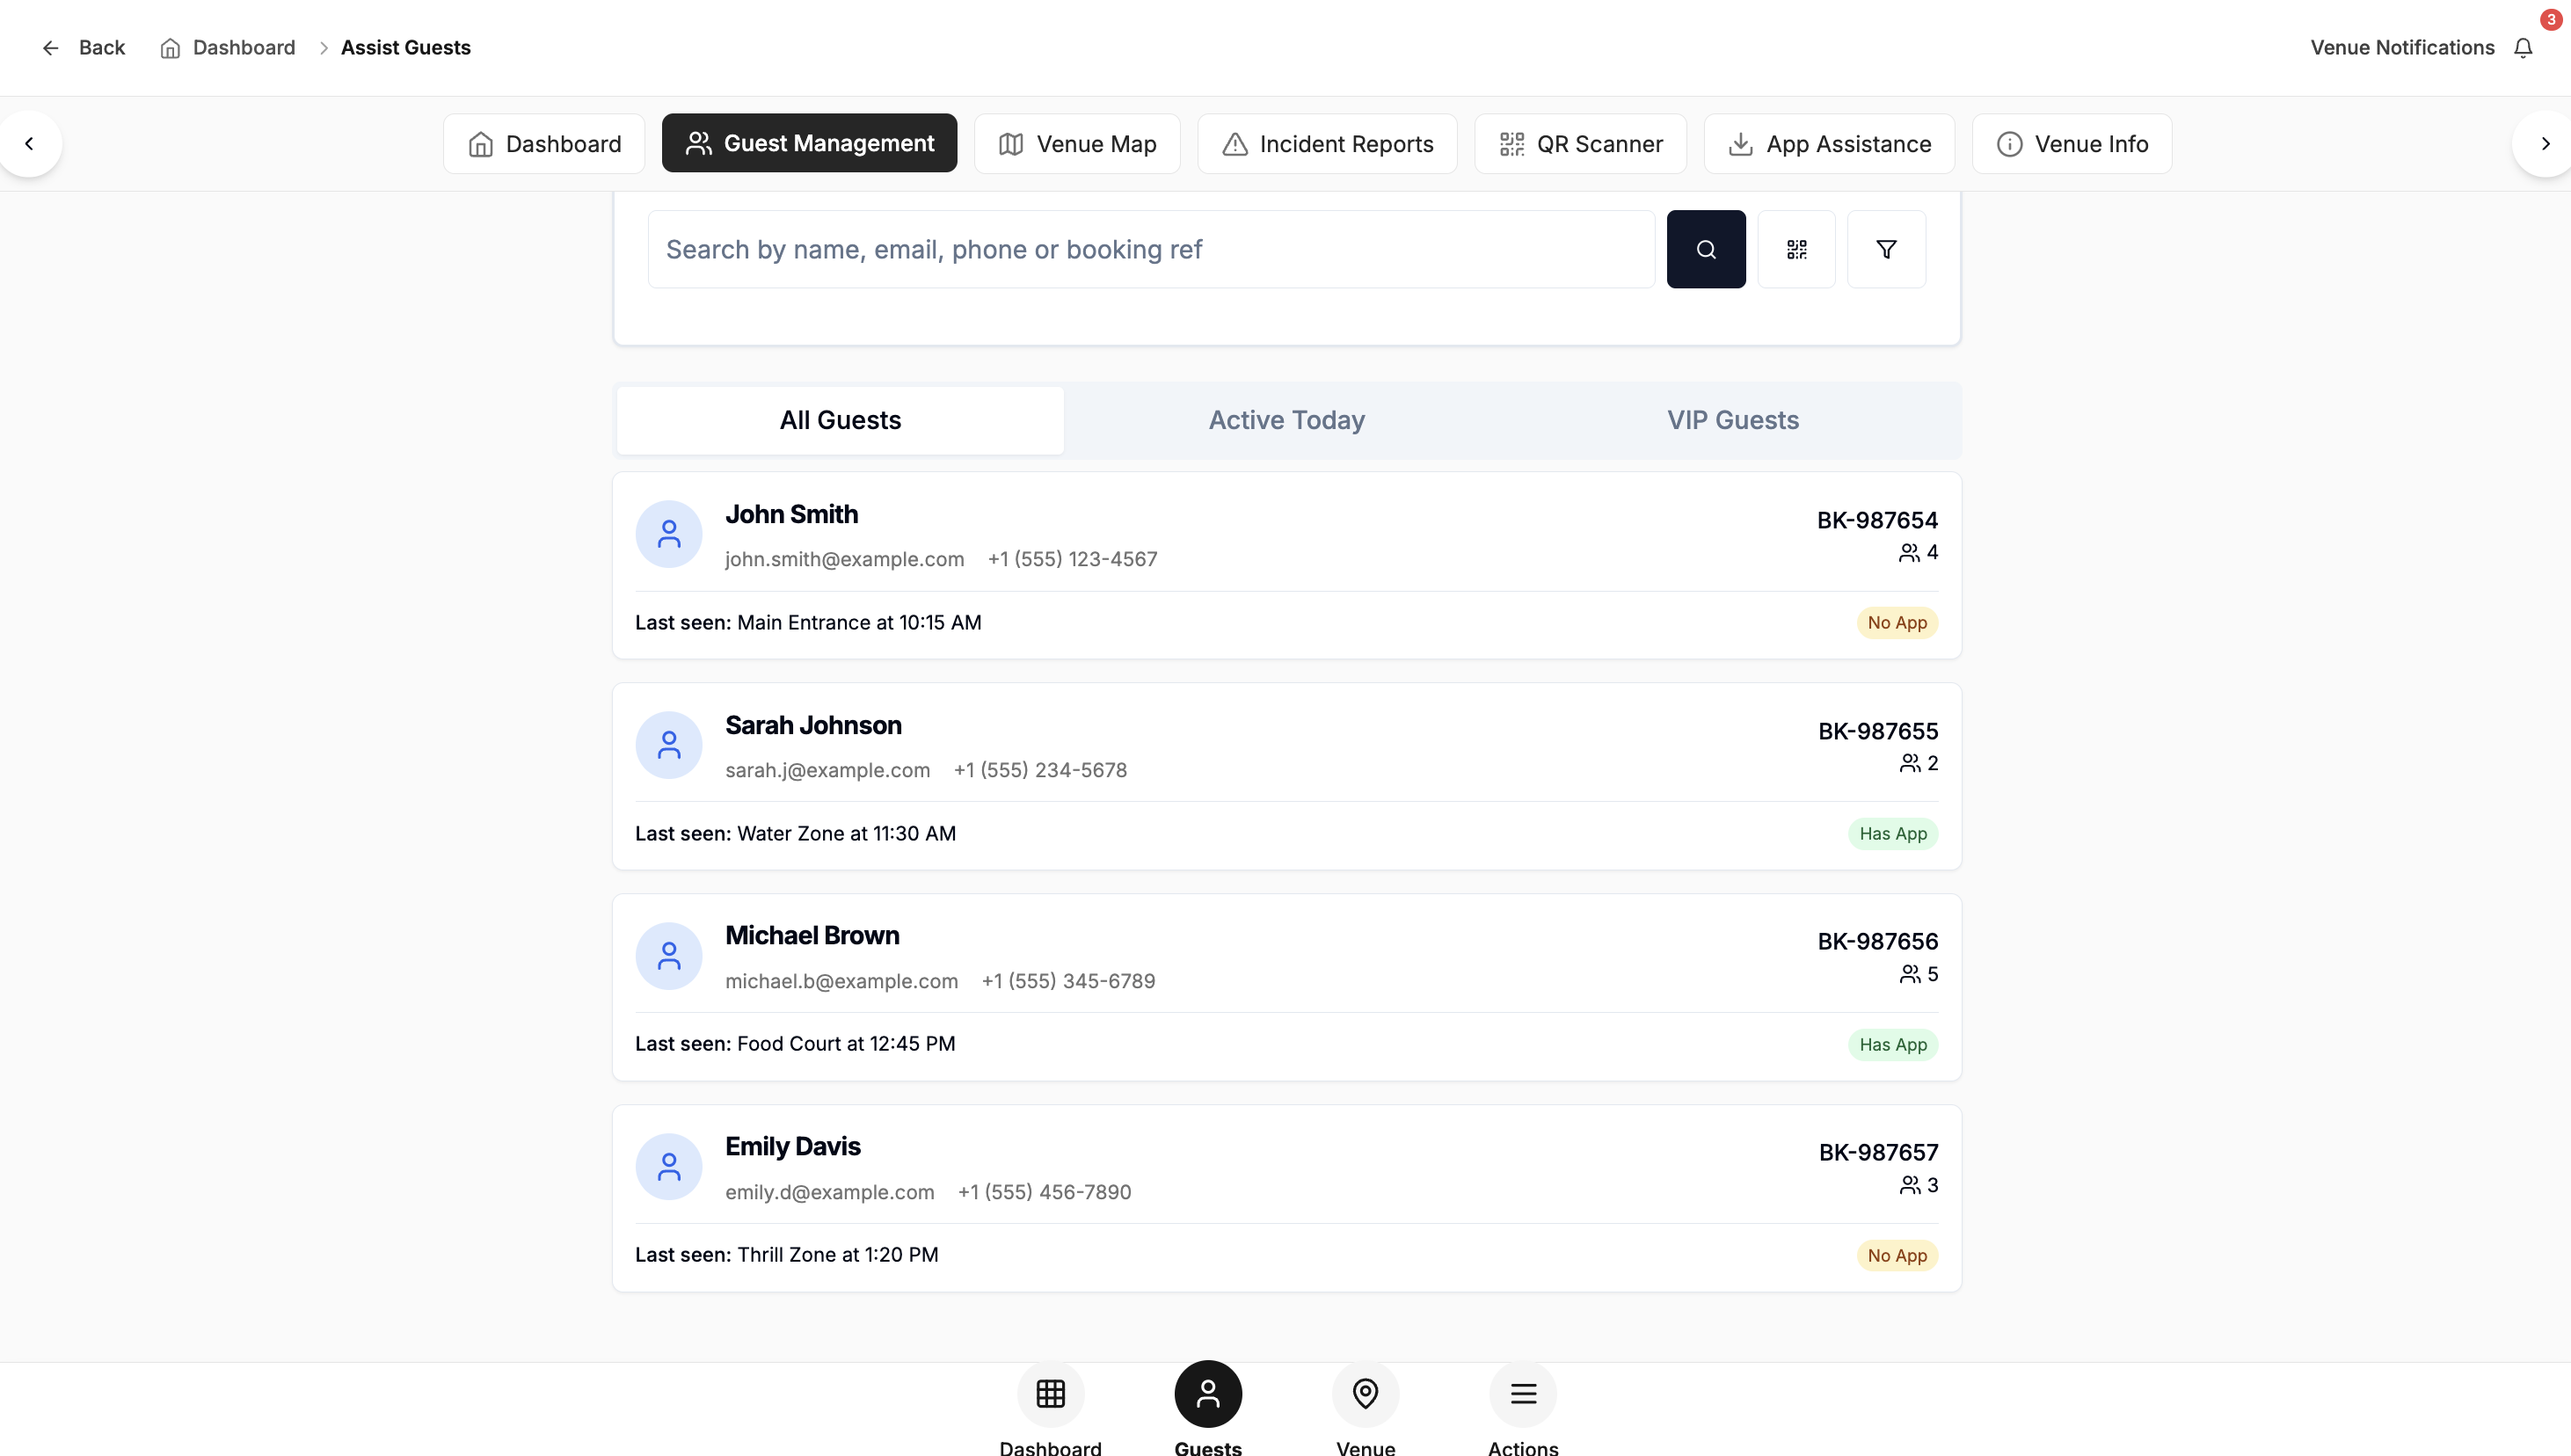 Back Dashboard Assist Guests Venue Notifications 3
Dashboard Guest Management Venue Map Incident Reports QR Scanner App Assistance Venue Info
Search by name, email, phone or booking ref
All Guests Active Today VIP Guests
John Smith
BK-987654
john.smith@example.com +1 (555) 123-4567
4
Last seen: Main Entrance at 10:15 AM No App
Sarah Johnson
BK-987655
sarah.j@example.com +1 (555) 234-5678
2
Last seen: Water Zone at 11:30 AM Has App
Michael Brown
BK-987656
michael.b@example.com +1 (555) 345-6789
5
Last seen: Food Court at 12:45 PM Has App
Emily Davis
BK-987657
emily.d@example.com +1 (555) 456-7890
3
Last seen: Thrill Zone at 1:20 PM No App
Dashboard Guests Venue Actions